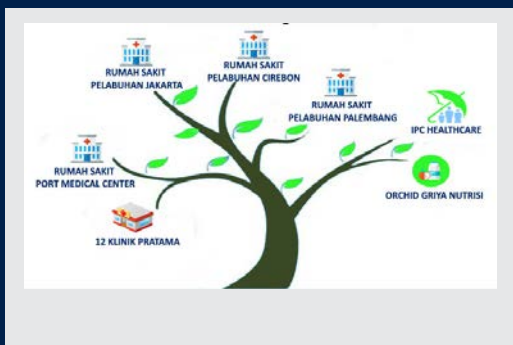 RUMAH SAKIT
PELABUHAN JAKARTA
RUMAH SAKIT
PELABUHAN CIREBON
RUMAH SAKIT
PELABUHAN PALEMBANG
IPC HEALTHCARE
RUMAH SAKIT
PORT MEDICAL CENTER
ORCHID GRIYA NUTRISI
12 KLINIK PRATAMA